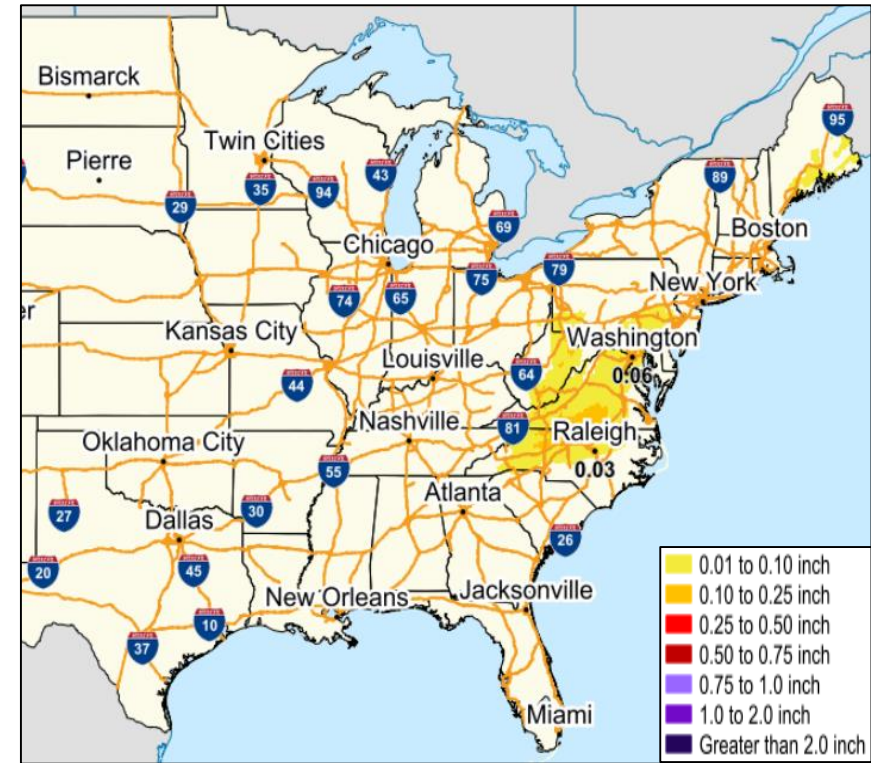 Bismarck
95
Twin Cities
Pierre
43
89
35
94
29
69
Boston
Chicago
79
75
New York
74
65
er
Kansas City
Washington
Louisville
64
0.06
44
Nashville
81
Raleigh
Oklahoma City
0.03
55
Atlanta
27
30
Dallas
26
20
45
0.01 to 0.10 inch
New Orleans
Jacksonville
0.10 to 0.25 inch
10
0.25 to 0.50 inch
37
0.50 to 0.75 inch
0.75 to 1.0 inch
Miami
1.0 to 2.0 inch
Greater than 2.0 inch